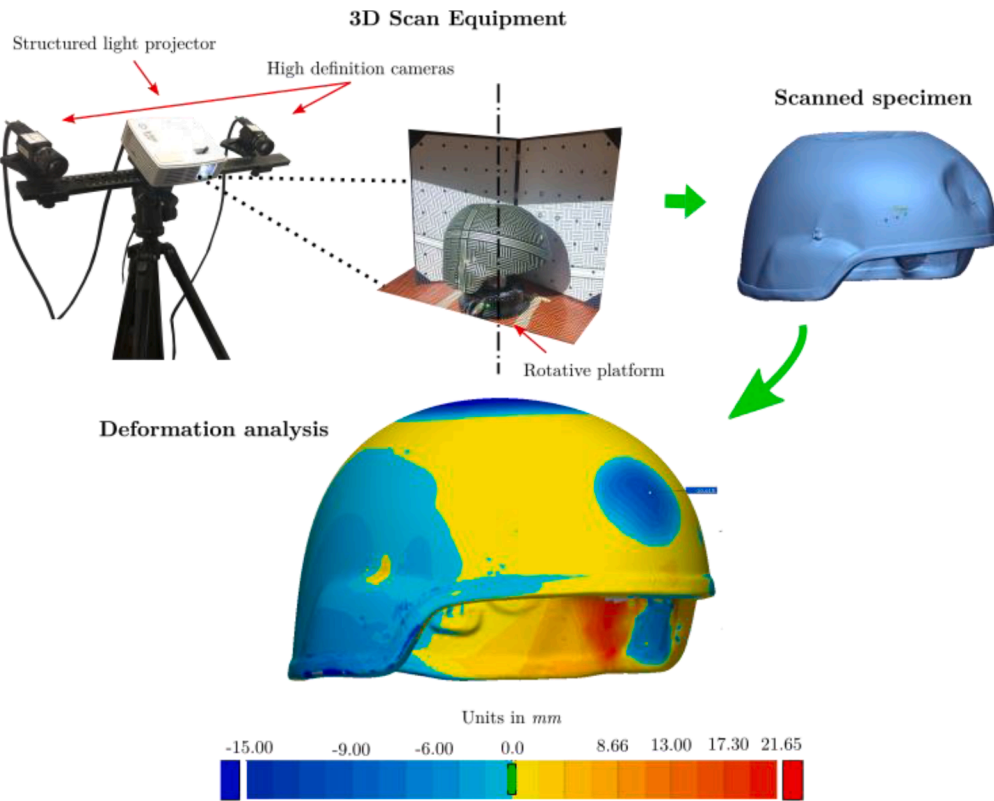 3D Scan Equipment
Structured light projector
High definition cameras
Scanned specimen
Rotative platform
Deformation analysis
Units in mm
-15.00 -9.00 -6.00 0.0 8.66 13.00 17.30 21.65